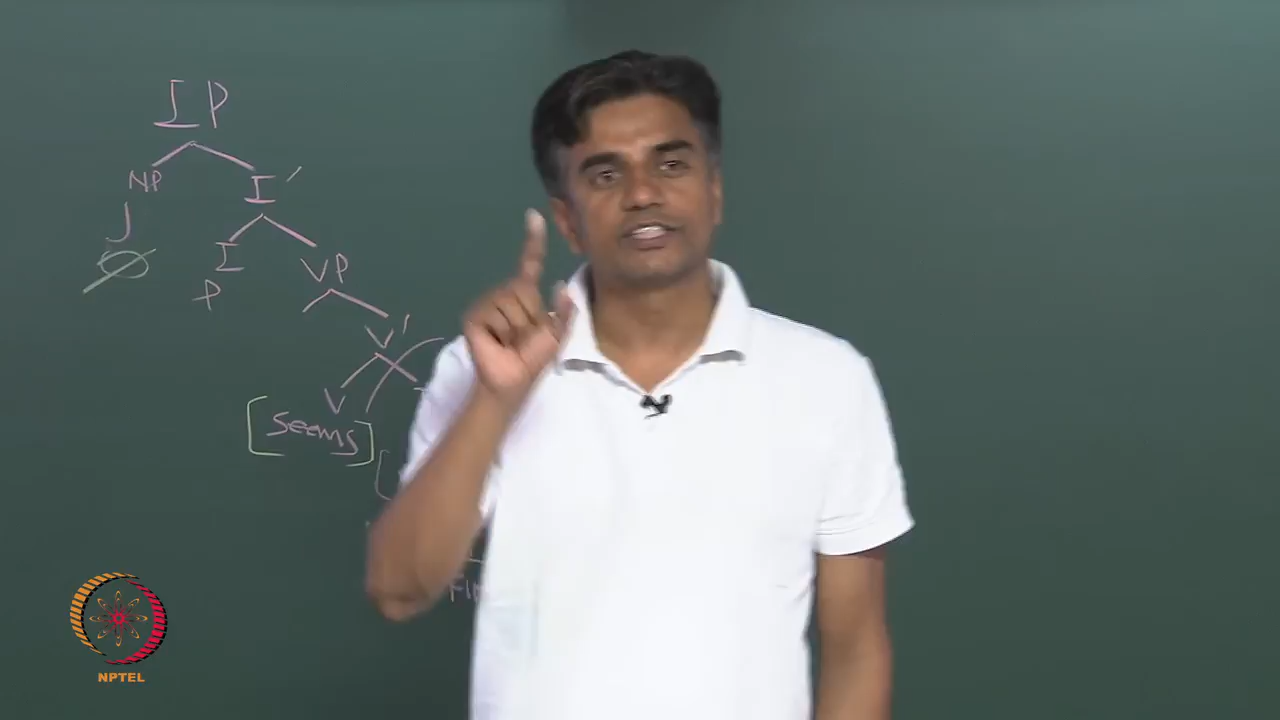 IP
NP I'
J I VP
P
V'
V
[seems]
NPTEL